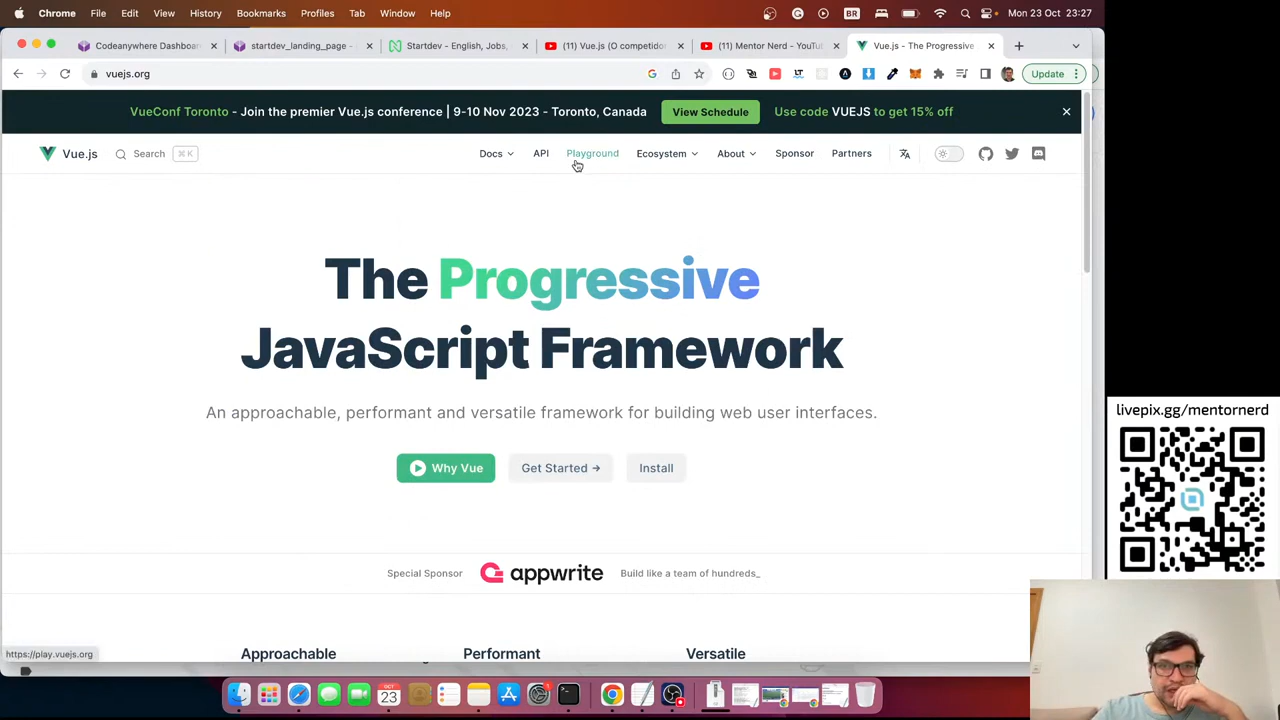 Chrome File Edit View History Bookmarks Profiles Tab Window Help BR Mon 23 Oct 23:27
Codeanywhere Dashboar
startdev_landing_page -
Startdev - English, Jobs,
(11) Vue.js (O competido
(11) Mentor Nerd - YouTu
Vue.js - The Progressive
vuejs.org
Update
VueConf Toronto - Join the premier Vue.js conference | 9-10 Nov 2023 - Toronto, Canada View Schedule Use code VUEJS to get 15% off
Vue.js Search ⌘ K Docs API Playground Ecosystem About Sponsor Partners
The Progressive
JavaScript Framework
An approachable, performant and versatile framework for building web user interfaces.
Why Vue Get Started → Install
Special Sponsor appwrite Build like a team of hundreds_
https://play.vuejs.org
Approachable Performant Versatile
livepix.gg/mentornerd
OCT
23